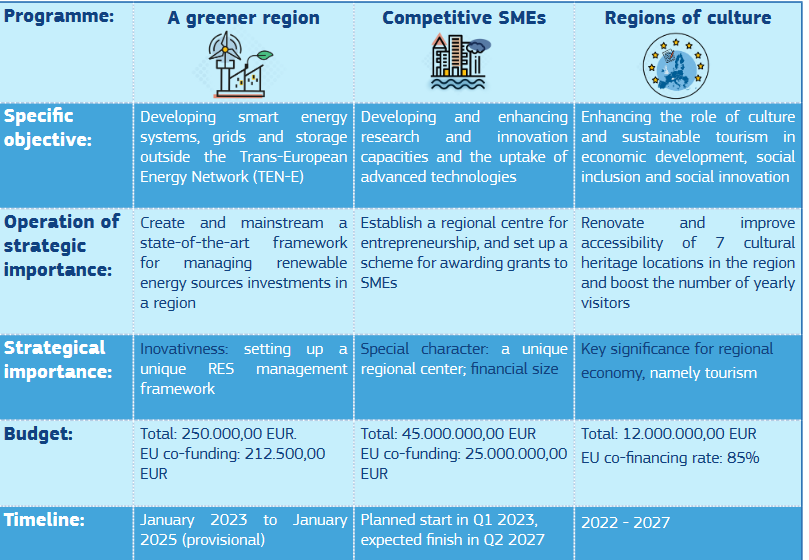 Programme:
A greener region
Competitive SMEs
Regions of culture
Specific
objective:
Developing smart energy
systems, grids and storage
outside the Trans-European
Energy Network (TEN-E)
Developing and enhancing
research and innovation
capacities and the uptake of
advanced technologies
Enhancing the role of culture
and sustainable tourism in
economic development, social
inclusion and social innovation
Operation of
strategic
importance:
Create and mainstream a
state-of-the-art framework
for managing renewable
energy sources investments in
a region
Establish a regional centre for
entrepreneurship, and set up a
scheme for awarding grants to
SMEs
Renovate and improve
accessibility of 7 cultural
heritage locations in the region
and boost the number of yearly
visitors
Strategical
importance:
Inovativness: setting up a
unique RES management
framework
Special character: a unique
regional center; financial size
Key significance for regional
economy, namely tourism
Budget:
Total: 250.000,00 EUR.
EU co-funding: 212.500,00
EUR
Total: 45.000.000,00 EUR
EU co-funding: 25.000.000,00
EUR
Total: 12.000.000,00 EUR
EU co-financing rate: 85%
Timeline:
January 2023 to January
2025 (provisional)
Planned start in Q1 2023,
expected finish in Q2 2027
2022 - 2027